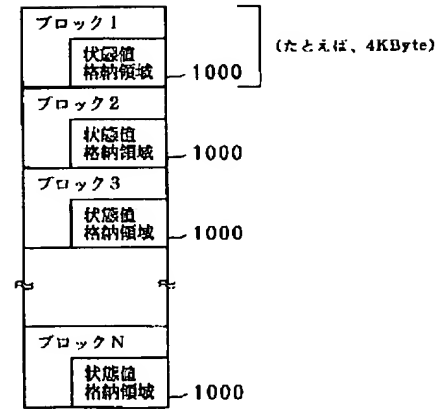 ブロック1
(たとえば、4KByte)
状態値
格納領域
1000
ブロック2
状態値
格納領域
1000
ブロック3
状態値
格納領域
1000
ブロックN
状態値
格納領域
1000